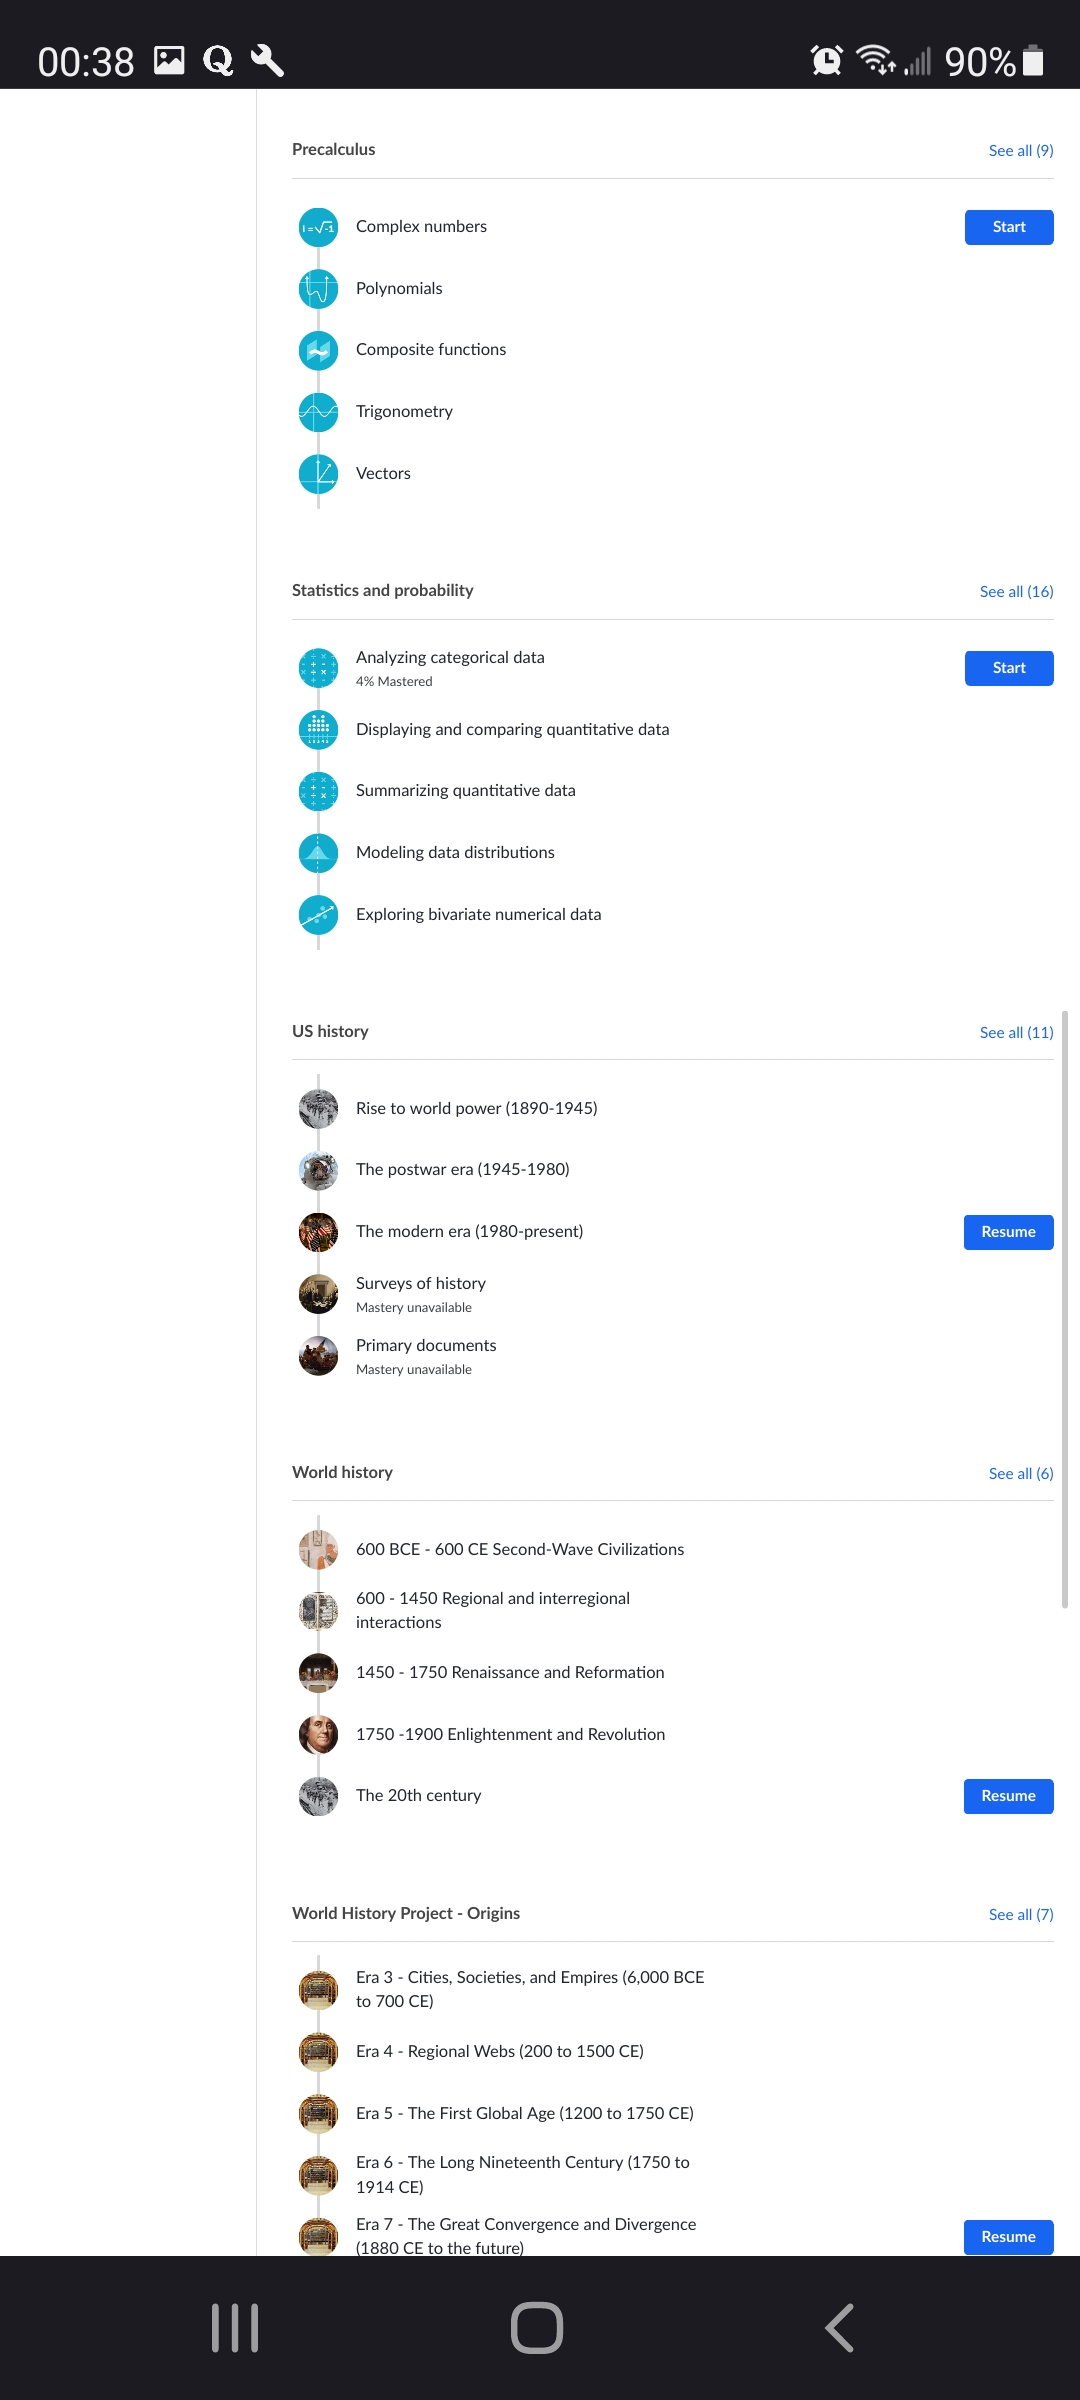 00:38
90%
Precalculus
See all (9)
i = √-1
Complex numbers
Start
Polynomials
Composite functions
Trigonometry
Vectors
Statistics and probability
See all (16)
Analyzing categorical data
Start
4% Mastered
Displaying and comparing quantitative data
Summarizing quantitative data
Modeling data distributions
Exploring bivariate numerical data
US history
See all (11)
Rise to world power (1890-1945)
The postwar era (1945-1980)
The modern era (1980-present)
Resume
Surveys of history
Mastery unavailable
Primary documents
Mastery unavailable
World history
See all (6)
600 BCE - 600 CE Second-Wave Civilizations
600 - 1450 Regional and interregional
interactions
1450 - 1750 Renaissance and Reformation
1750 -1900 Enlightenment and Revolution
The 20th century
Resume
World History Project - Origins
See all (7)
Era 3 - Cities, Societies, and Empires (6,000 BCE
to 700 CE)
Era 4 - Regional Webs (200 to 1500 CE)
Era 5 - The First Global Age (1200 to 1750 CE)
Era 6 - The Long Nineteenth Century (1750 to
1914 CE)
Era 7 - The Great Convergence and Divergence
(1880 CE to the future)
Resume